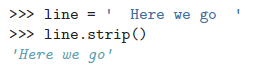 >>> line = '  Here we go  '
>>> line.strip()
'Here we go'